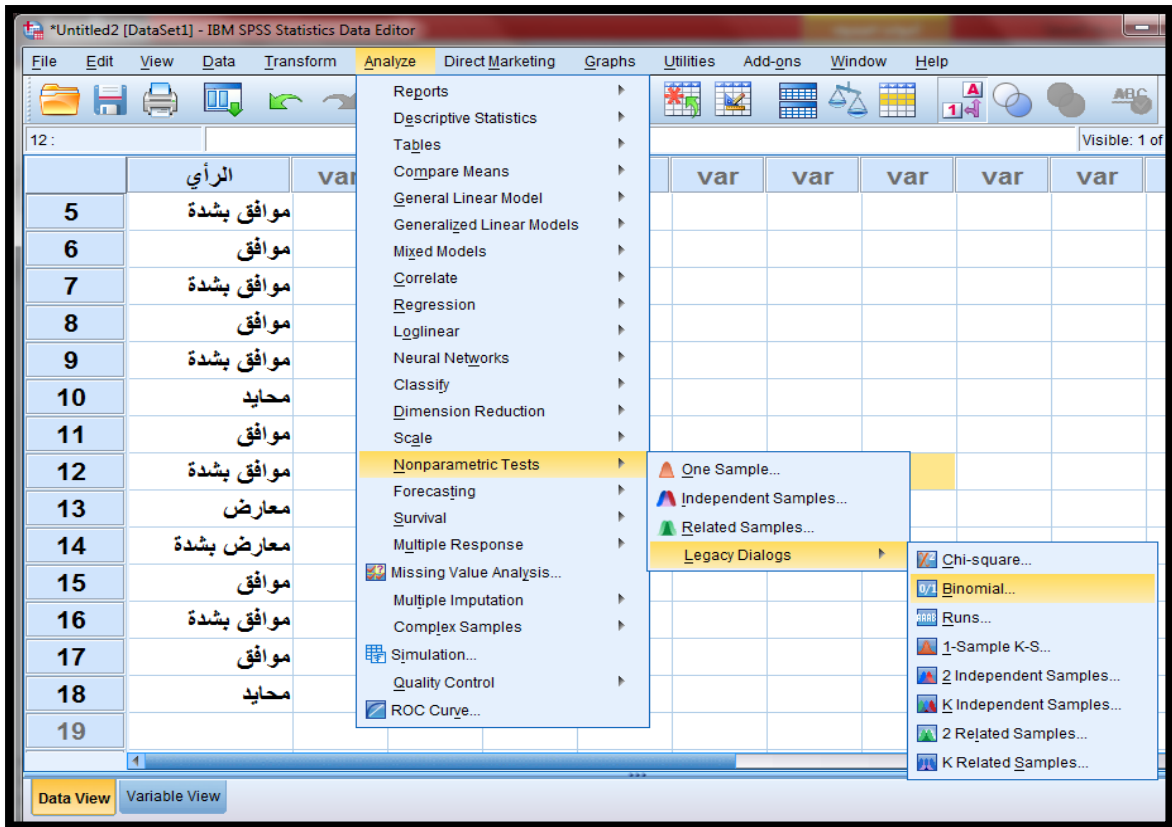 *Untitled2 [DataSet1] - IBM SPSS Statistics Data Editor
File Edit View Data Transform Analyze Direct Marketing Graphs Utilities Add-ons Window Help
12 :
Visible: 1 of
الرأي var var var var var var
5 موافق بشدة
6 موافق
7 موافق بشدة
8 موافق
9 موافق بشدة
10 محايد
11 موافق
12 موافق بشدة
13 معارض
14 معارض بشدة
15 موافق
16 موافق بشدة
17 موافق
18 محايد
19
Reports
Descriptive Statistics
Tables
Compare Means
General Linear Model
Generalized Linear Models
Mixed Models
Correlate
Regression
Loglinear
Neural Networks
Classify
Dimension Reduction
Scale
Nonparametric Tests
Forecasting
Survival
Multiple Response
Missing Value Analysis...
Multiple Imputation
Complex Samples
Simulation...
Quality Control
ROC Curve...
One Sample...
Independent Samples...
Related Samples...
Legacy Dialogs
Chi-square...
Binomial...
Runs...
1-Sample K-S...
2 Independent Samples...
K Independent Samples...
2 Related Samples...
K Related Samples...
Data View Variable View